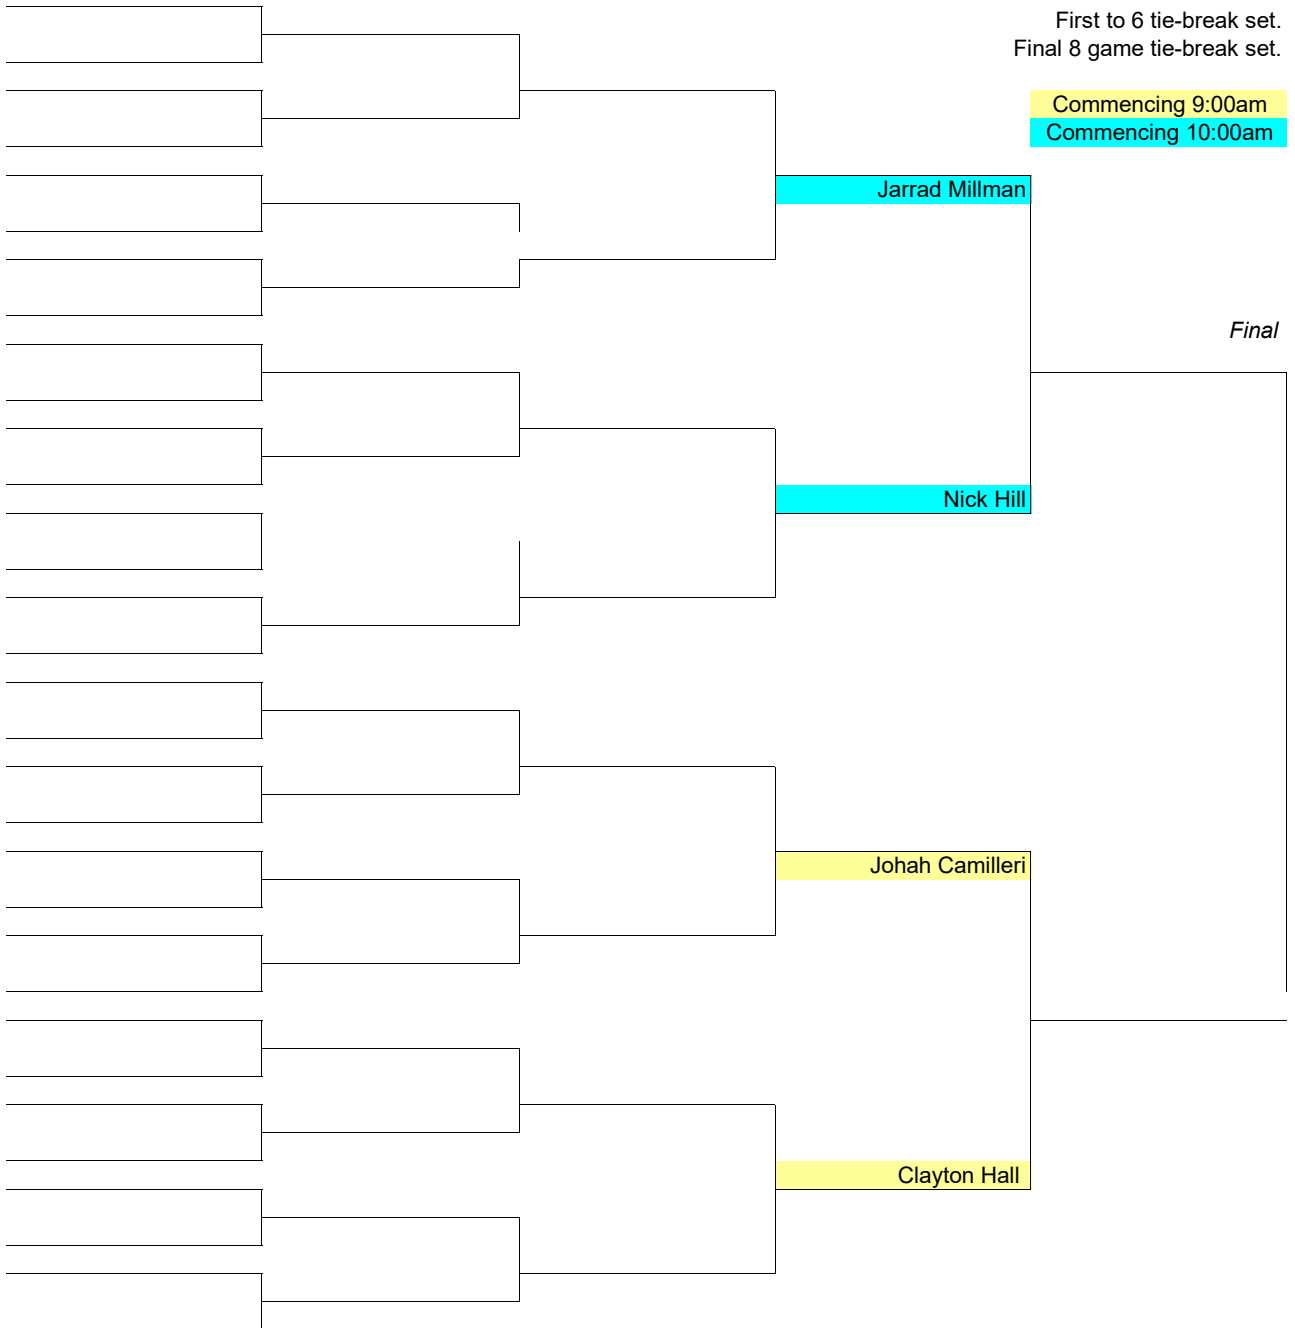 First to 6 tie-break set.
Final 8 game tie-break set.
Commencing 9:00am
Commencing 10:00am
Jarrad Millman
Final
Nick Hill
Johah Camilleri
Clayton Hall